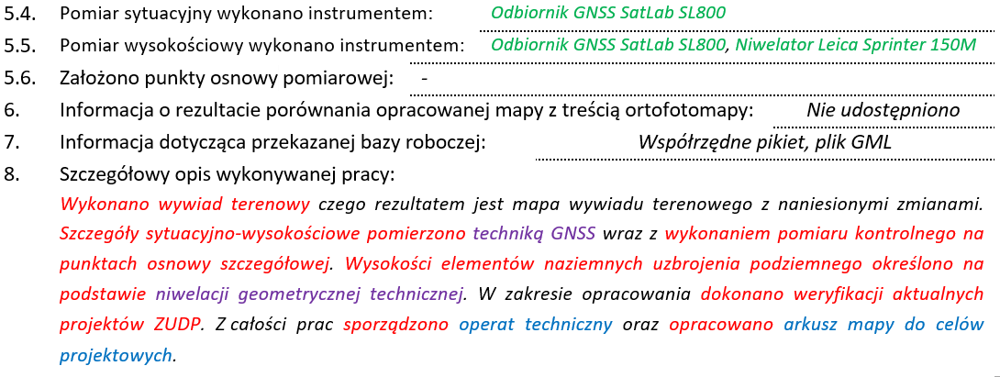 5.4. Pomiar sytuacyjny wykonano instrumentem: Odbiornik GNSS SatLab SL800
5.5. Pomiar wysokościowy wykonano instrumentem: Odbiornik GNSS SatLab SL800, Niwelator Leica Sprinter 150M
5.6. Założono punkty osnowy pomiarowej: -
6. Informacja o rezultacie porównania opracowanej mapy z treścią ortofotomapy: Nie udostępniono
7. Informacja dotycząca przekazanej bazy roboczej: Współrzędne pikiet, plik GML
8. Szczegółowy opis wykonywanej pracy:
Wykonano wywiad terenowy czego rezultatem jest mapa wywiadu terenowego z naniesionymi zmianami.
Szczegóły sytuacyjno-wysokościowe pomierzono techniką GNSS wraz z wykonaniem pomiaru kontrolnego na
punktach osnowy szczegółowej. Wysokości elementów naziemnych uzbrojenia podziemnego określono na
podstawie niwelacji geometrycznej technicznej. W zakresie opracowania dokonano weryfikacji aktualnych
projektów ZUDP. Z całości prac sporządzono operat techniczny oraz opracowano arkusz mapy do celów
projektowych.